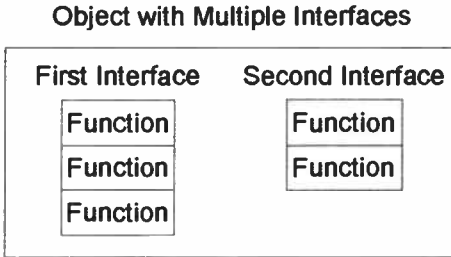 Object with Multiple Interfaces
First Interface Second Interface
Function Function
Function Function
Function